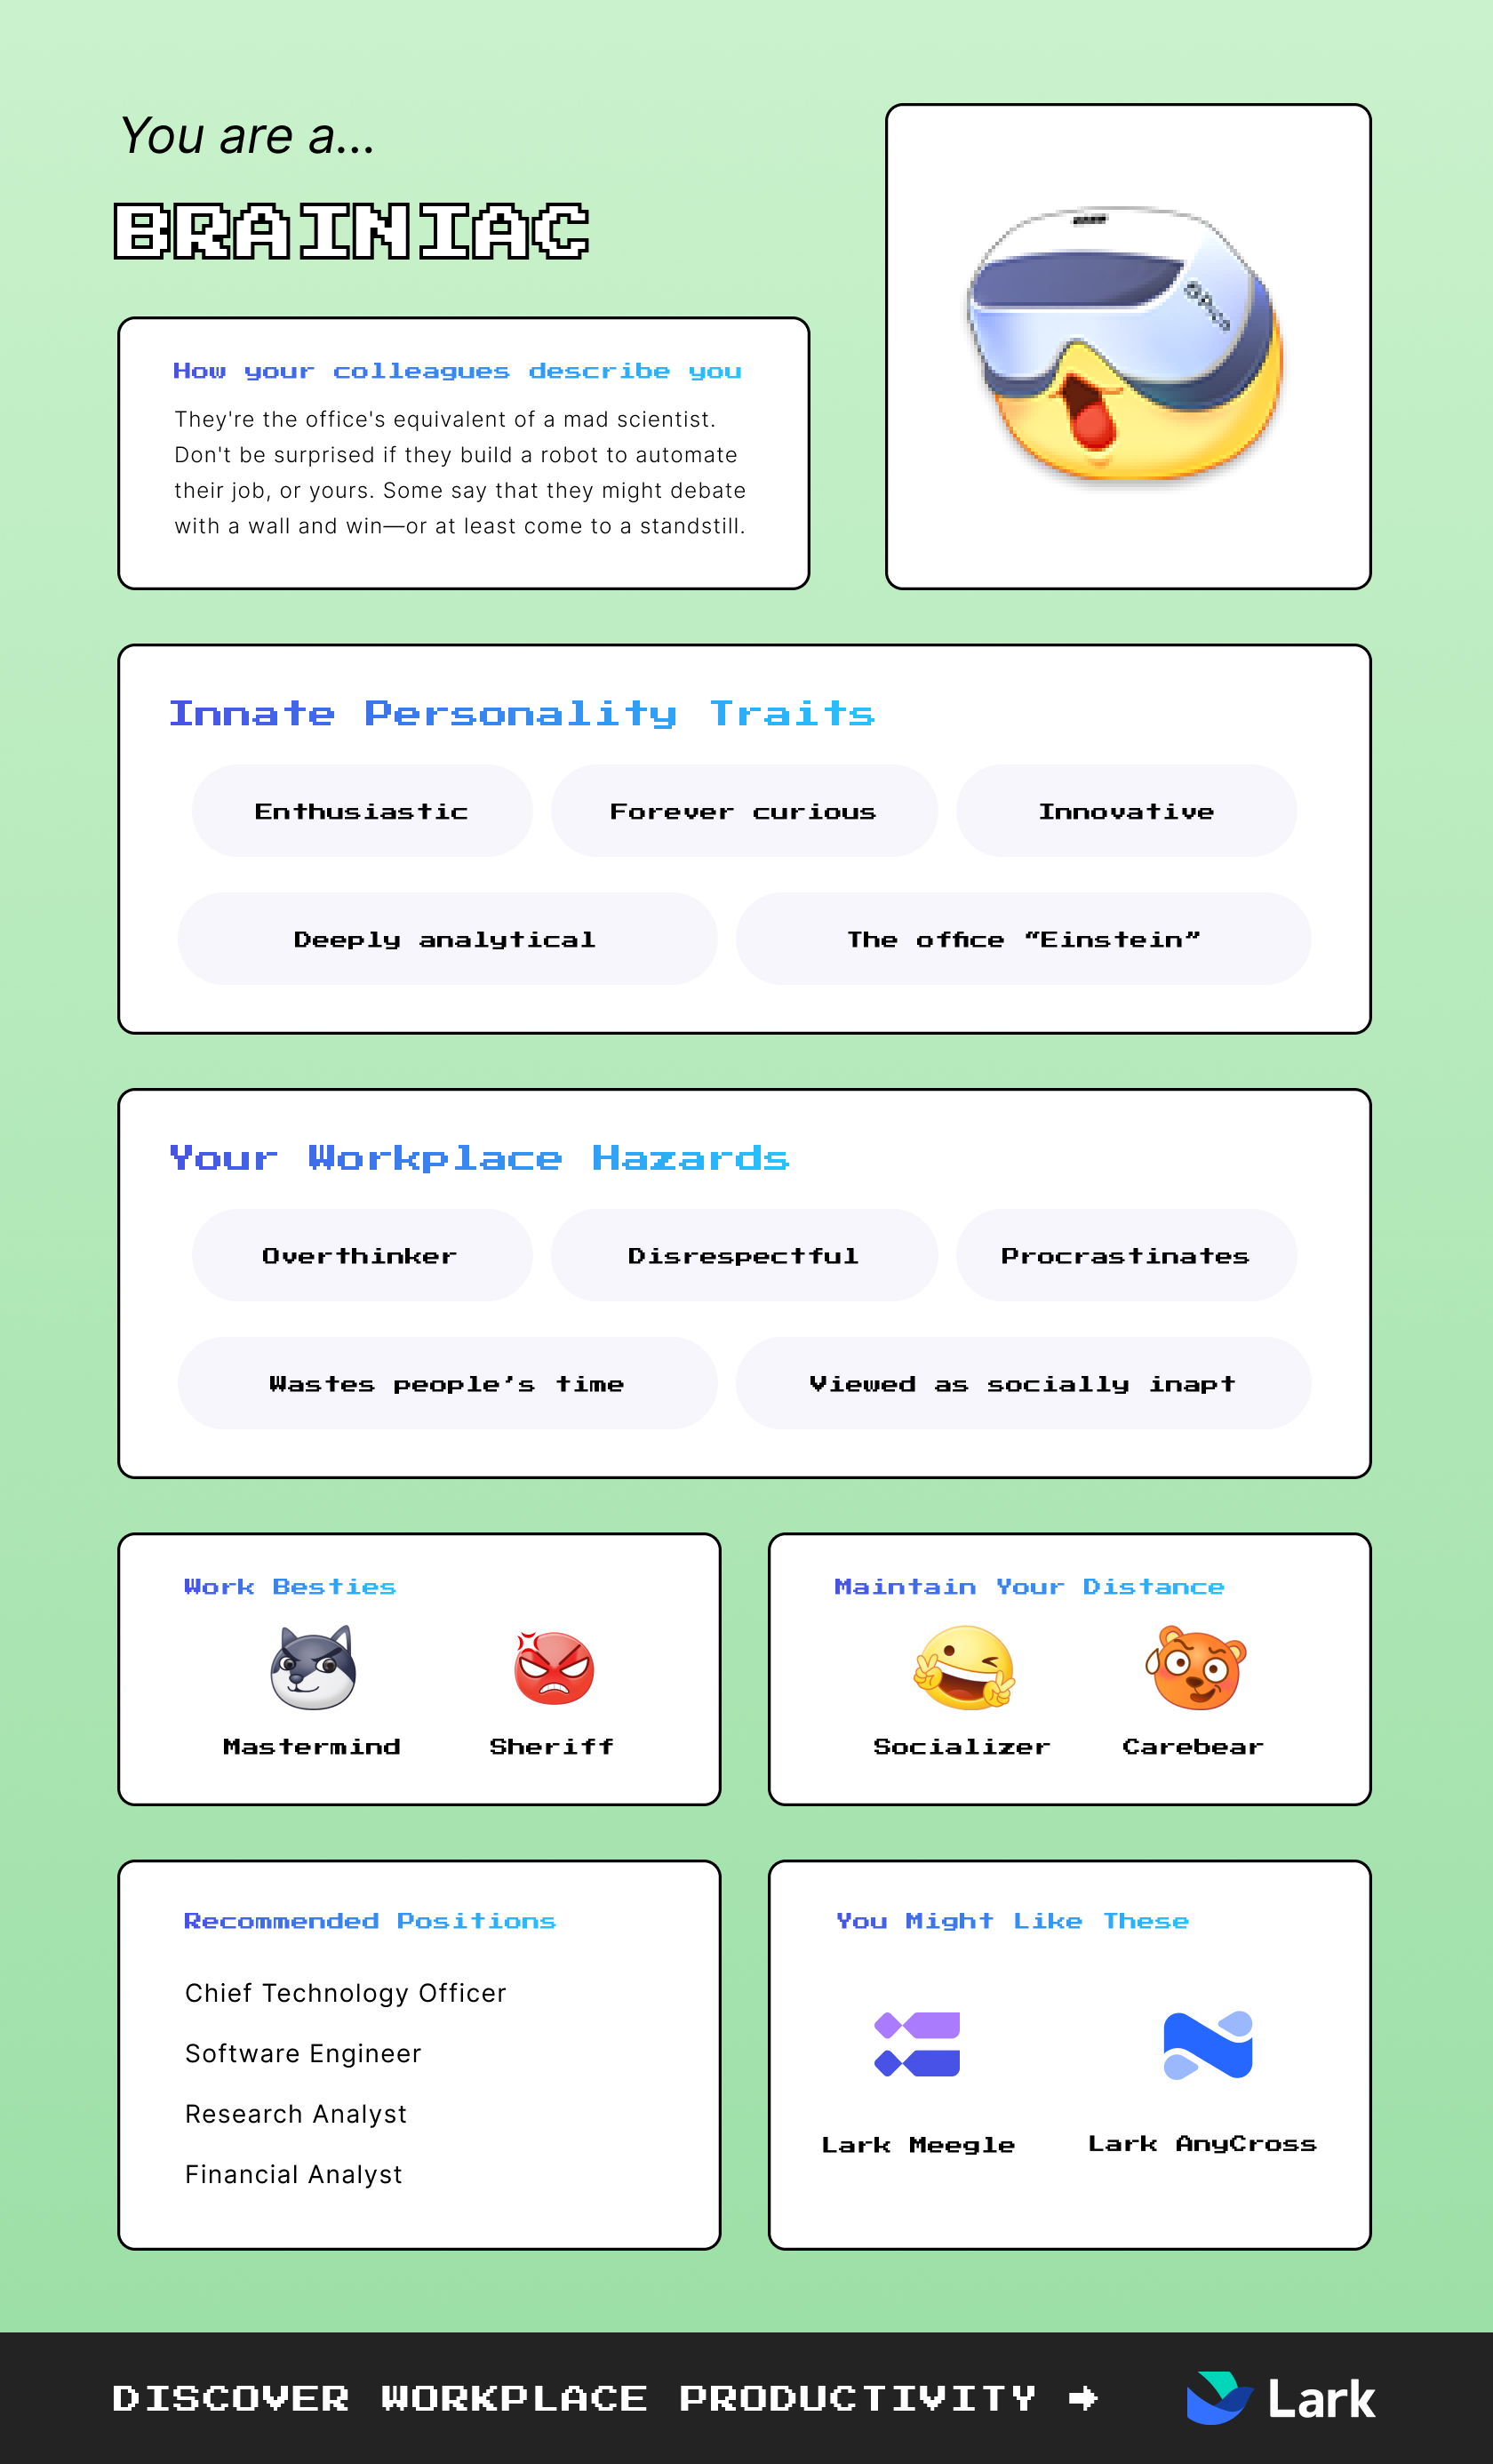 You are a...
BRAINIAC
How your colleagues describe you
They're the office's equivalent of a mad scientist.
Don't be surprised if they build a robot to automate
their job, or yours. Some say that they might debate
with a wall and win—or at least come to a standstill.
Pico
Innate Personality Traits
Enthusiastic
Forever curious
Innovative
Deeply analytical
The office “Einstein”
Your Workplace Hazards
Overthinker
Disrespectful
Procrastinates
Wastes people’s time
Viewed as socially inapt
Work Besties
Mastermind
Sheriff
Maintain Your Distance
Socializer
Carebear
Recommended Positions
Chief Technology Officer
Software Engineer
Research Analyst
Financial Analyst
You Might Like These
Lark Meegle
Lark AnyCross
DISCOVER WORKPLACE PRODUCTIVITY →
Lark